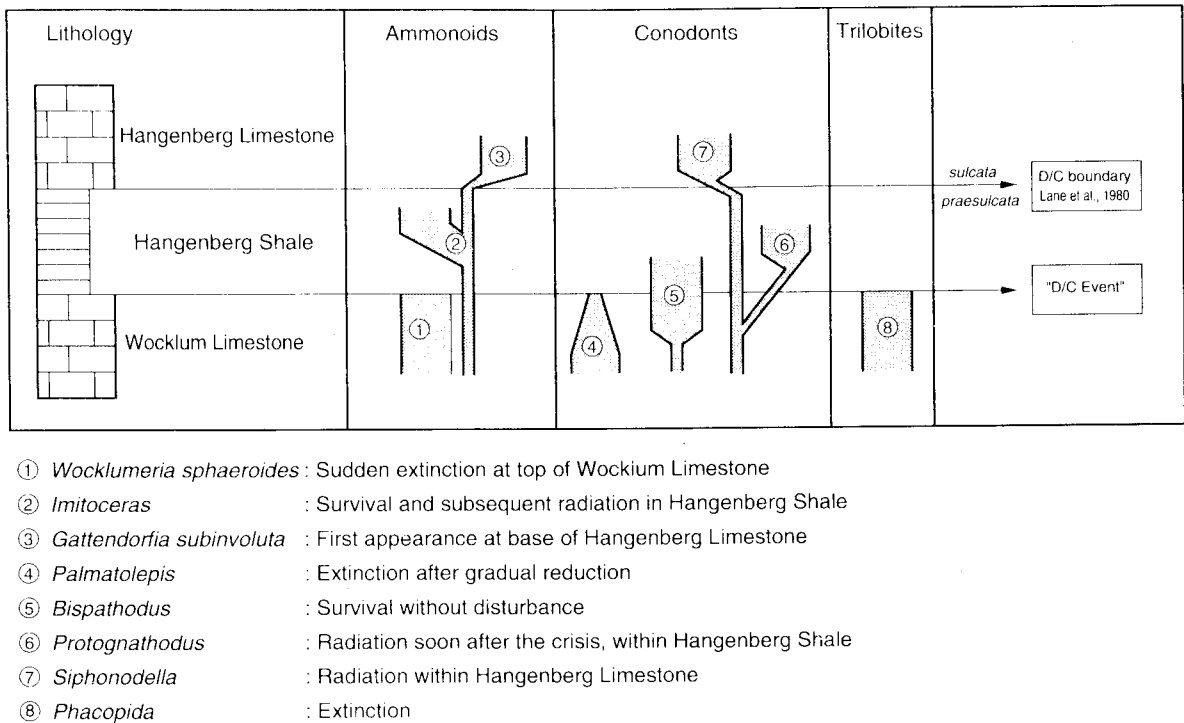 Lithology
Ammonoids
Conodonts
Trilobites
Hangenberg Limestone
Hangenberg Shale
Wocklum Limestone
③
②
①
⑦
⑥
⑤
④
⑧
sulcata
praesulcata
D/C boundary
Lane et al., 1980
"D/C Event"
① Wocklumeria sphaeroides : Sudden extinction at top of Wockium Limestone
② Imitoceras : Survival and subsequent radiation in Hangenberg Shale
③ Gattendorfia subinvoluta : First appearance at base of Hangenberg Limestone
④ Palmatolepis : Extinction after gradual reduction
⑤ Bispathodus : Survival without disturbance
⑥ Protognathodus : Radiation soon after the crisis, within Hangenberg Shale
⑦ Siphonodella : Radiation within Hangenberg Limestone
⑧ Phacopida : Extinction